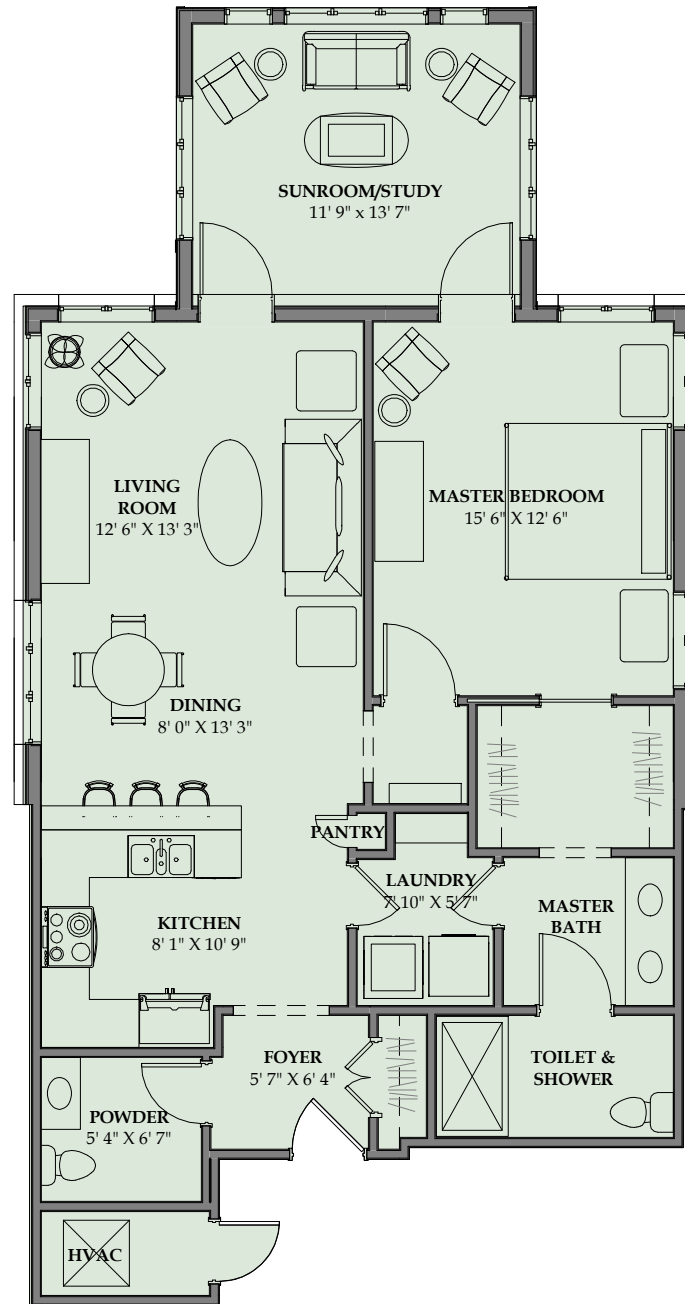 SUNROOM/STUDY
11' 9" x 13' 7"
LIVING
ROOM
12' 6" X 13' 3"
MASTER BEDROOM
15' 6" X 12' 6"
DINING
8' 0" X 13' 3"
PANTRY
LAUNDRY
7' 10" X 5' 7"
KITCHEN
8' 1" X 10' 9"
MASTER
BATH
FOYER
5' 7" X 6' 4"
TOILET &
SHOWER
POWDER
5' 4" X 6' 7"
HVAC